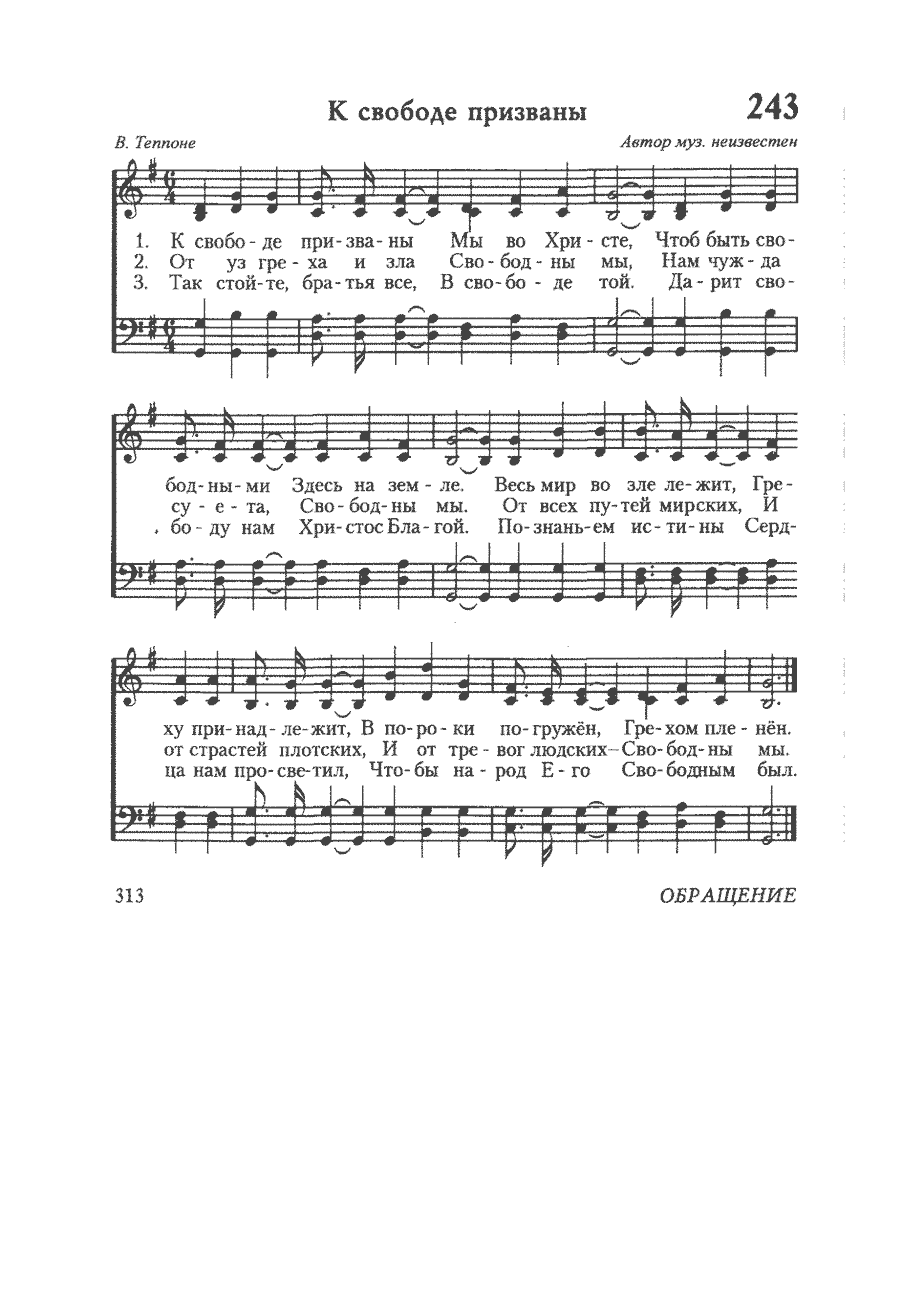 К свободе призваны 243
В. Теппоне Автор муз. неизвестен
1. К свобо - де при - зва - ны Мы во Хри - сте, Чтоб быть сво -
2. От уз гре - ха и зла Сво - бод - ны мы, Нам чуж - да
3. Так стой - те, бра - тья все, В сво - бо - де той. Да - рит сво -
бод - ны - ми Здесь на зем - ле. Весь мир во зле ле - жит, Гре -
су - е - та, Сво - бод - ны мы. От всех пу - тей мирских, И
бо - ду нам Хри - стос Бла - гой. По - знань - ем ис - ти - ны Серд -
ху при - над - ле - жит, В по - ро - ки по - гружён, Гре - хом пле - нён.
от страстей плотских, И от тре - вог людских - Сво - бод - ны мы.
ца нам про - све - тил, Что - бы на - род Е - го Сво - бодным был.
313 ОБРАЩЕНИЕ